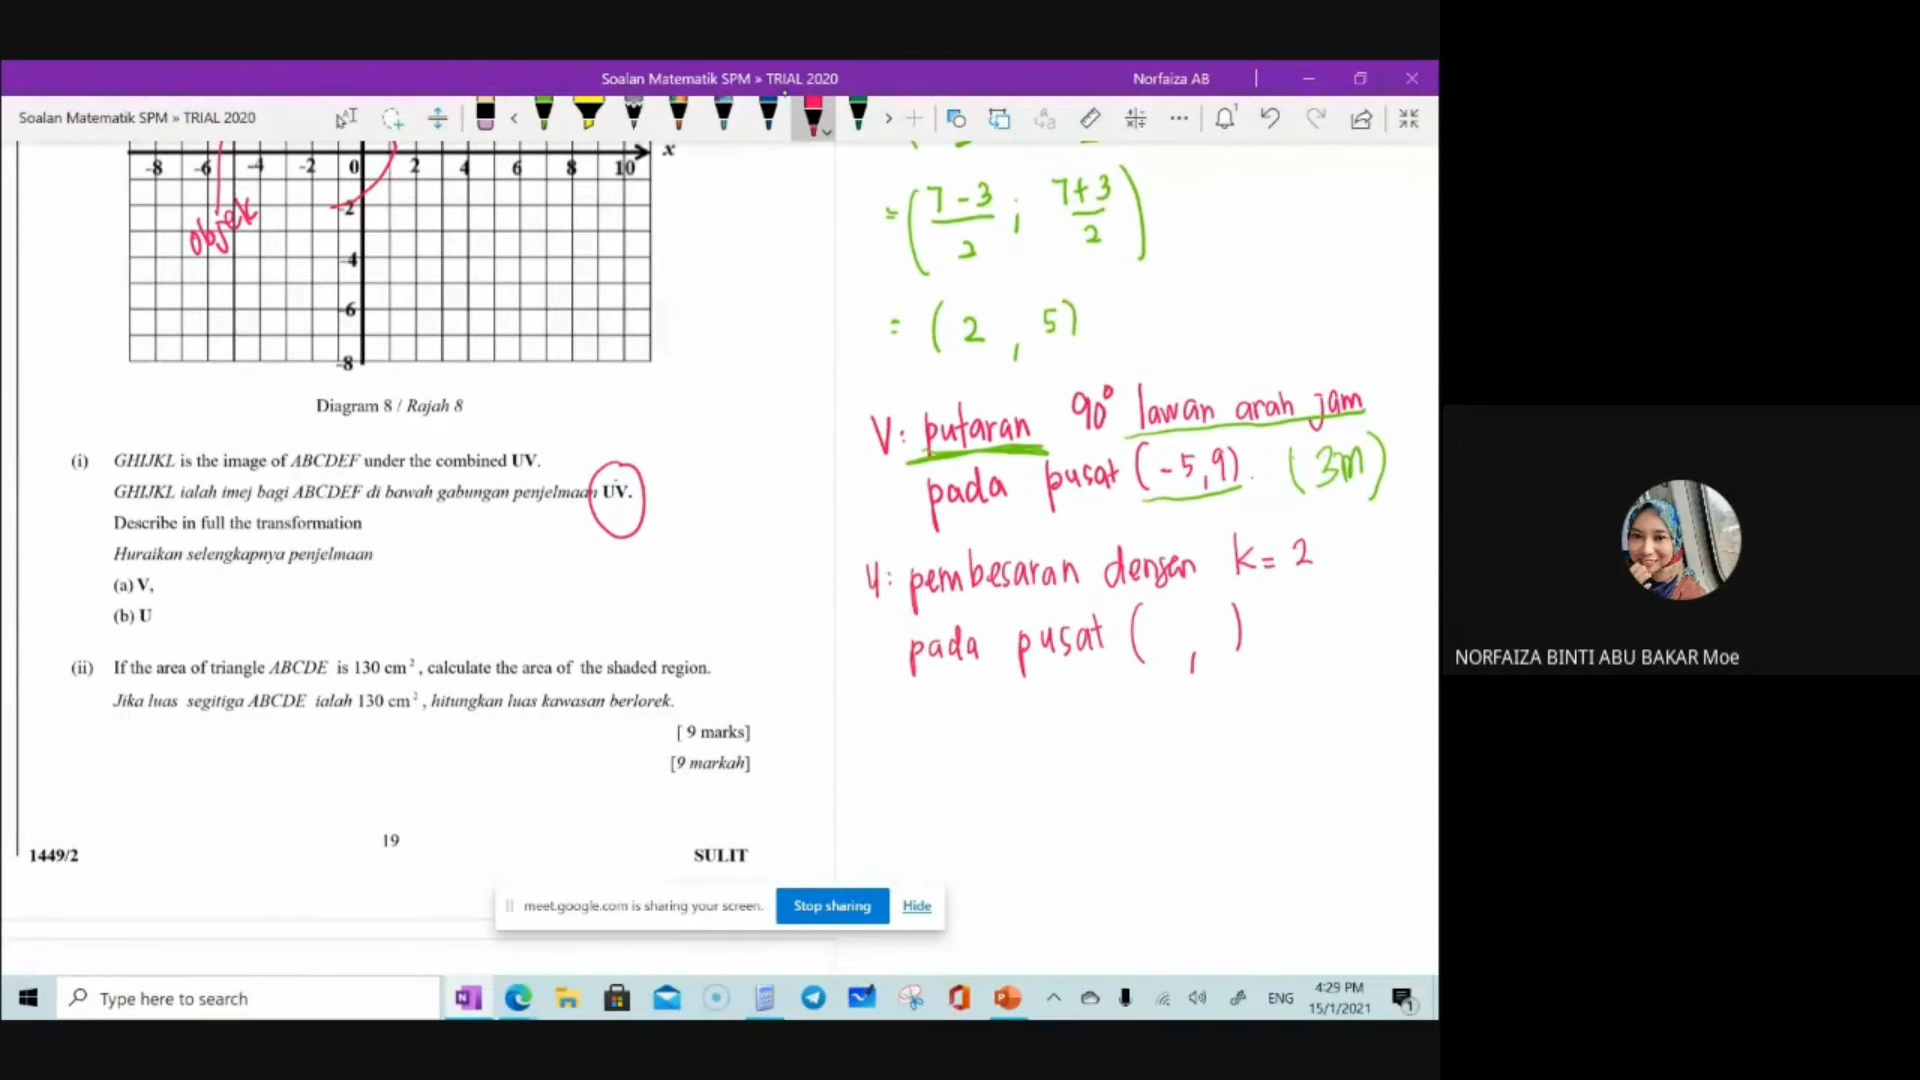 Soalan Matematik SPM » TRIAL 2020
Norfaiza AB
Soalan Matematik SPM » TRIAL 2020
-8 -6 -4 -2 0 2 4 6 8 10 x
-2
-4
-6
-8
objek
Diagram 8 / Rajah 8
(i) GHIJKL is the image of ABCDEF under the combined UV.
GHIJKL ialah imej bagi ABCDEF di bawah gabungan penjelmaan UV.
Describe in full the transformation
Huraikan selengkapnya penjelmaan
(a) V,
(b) U
(ii) If the area of triangle ABCDE is 130 cm², calculate the area of the shaded region.
Jika luas segitiga ABCDE ialah 130 cm², hitungkan luas kawasan berlorek.
[ 9 marks]
[9 markah]
19
1449/2
SULIT
= (7-3/2 ; 7+3/2)
= (2, 5)
V: putaran 90° lawan arah jam
pada pusat (-5,9). (3m)
U: pembesaran dengan k = 2
pada pusat ( , )
NORFAIZA BINTI ABU BAKAR Moe
meet.google.com is sharing your screen.
Stop sharing
Hide
Type here to search
ENG
4:29 PM
15/1/2021